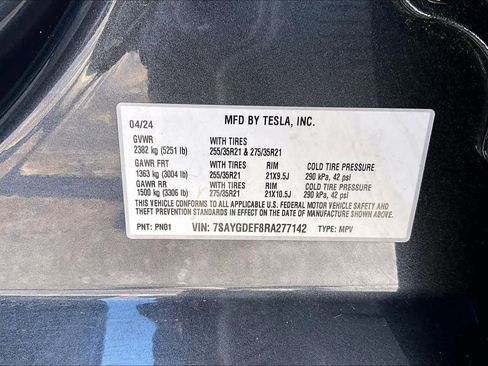 MFD BY TESLA, INC.
04/24
GVWR WITH TIRES
2382 kg (5251 lb) 255/35R21 & 275/35R21
GAWR FRT WITH TIRES RIM COLD TIRE PRESSURE
1363 kg (3004 lb) 255/35R21 21X9.5J 290 kPa, 42 psi
GAWR RR WITH TIRES RIM COLD TIRE PRESSURE
1500 kg (3306 lb) 275/35R21 21X10.5J 290 kPa, 42 psi
THIS VEHICLE CONFORMS TO ALL APPLICABLE U.S. FEDERAL MOTOR VEHICLE SAFETY AND
THEFT PREVENTION STANDARDS IN EFFECT ON THE DATE OF MANUFACTURE SHOWN ABOVE.
PNT: PN01 VIN: 7SAYGDEF8RA277142 TYPE: MPV